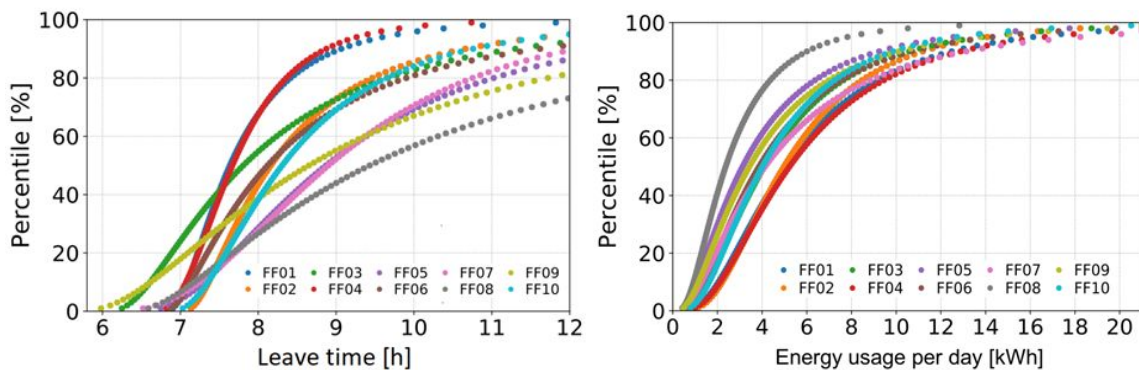 Percentile [%]
100
80
60
40
20
0
FF01 FF03 FF05 FF07 FF09
FF02 FF04 FF06 FF08 FF10
6 7 8 9 10 11 12
Leave time [h]
Percentile [%]
100
80
60
40
20
0
FF01 FF03 FF05 FF07 FF09
FF02 FF04 FF06 FF08 FF10
0 2 4 6 8 10 12 14 16 18 20
Energy usage per day [kWh]